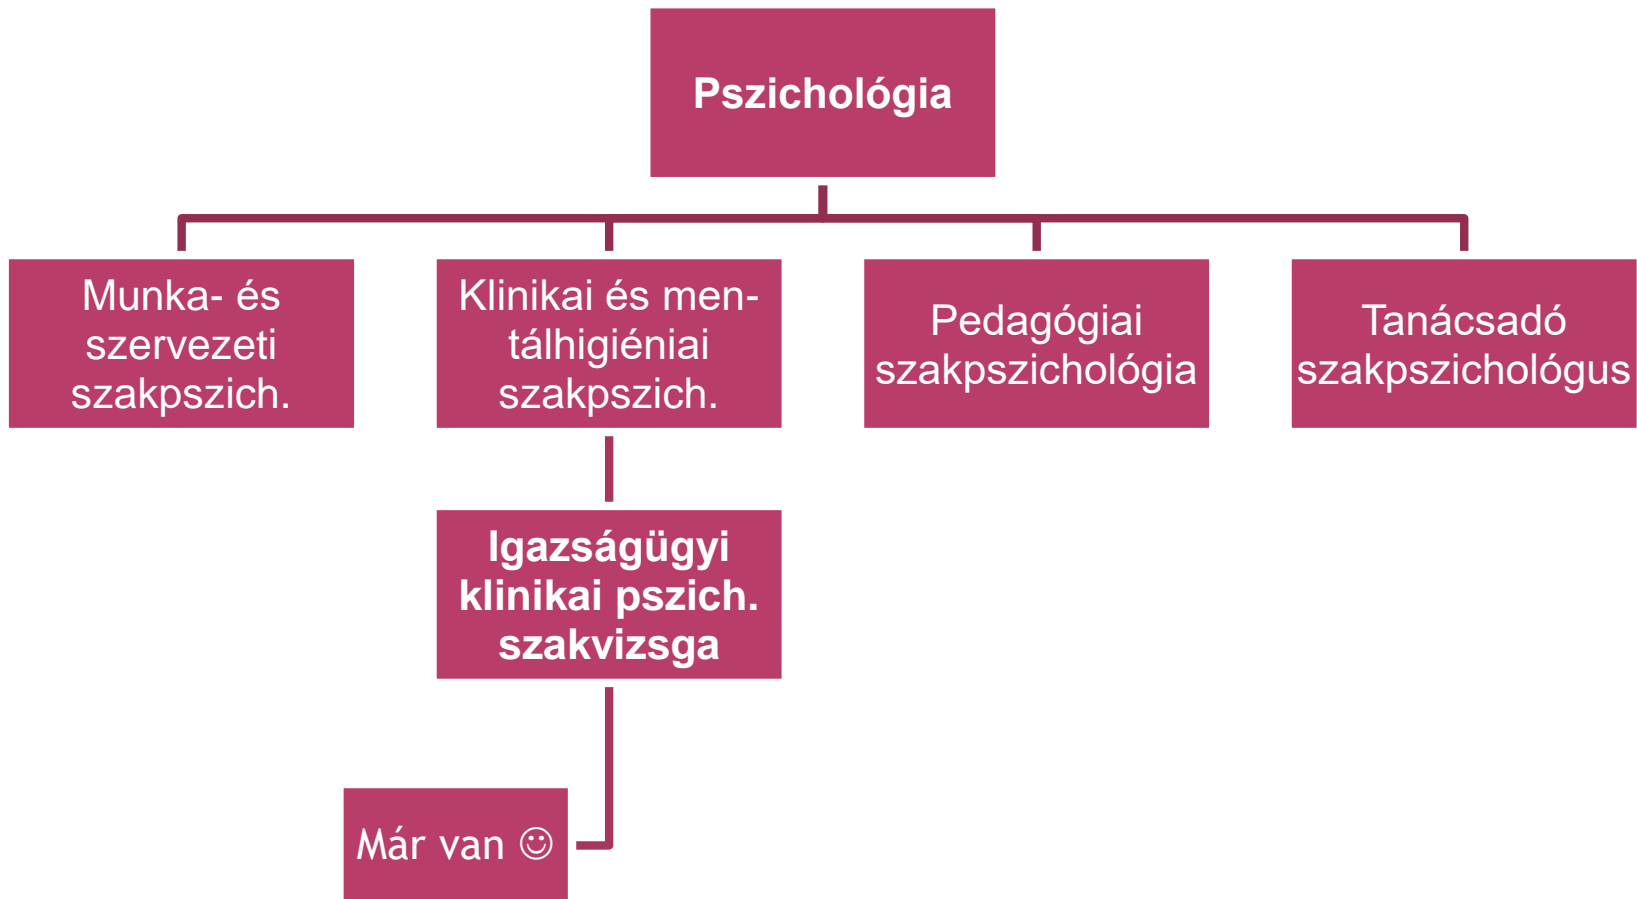 Pszichológia
Munka- és
szervezeti
szakpszich.
Klinikai és men-
tálhigiéniai
szakpszich.
Pedagógiai
szakpszichológia
Tanácsadó
szakpszichológus
Igazságügyi
klinikai pszich.
szakvizsga
Már van ☺